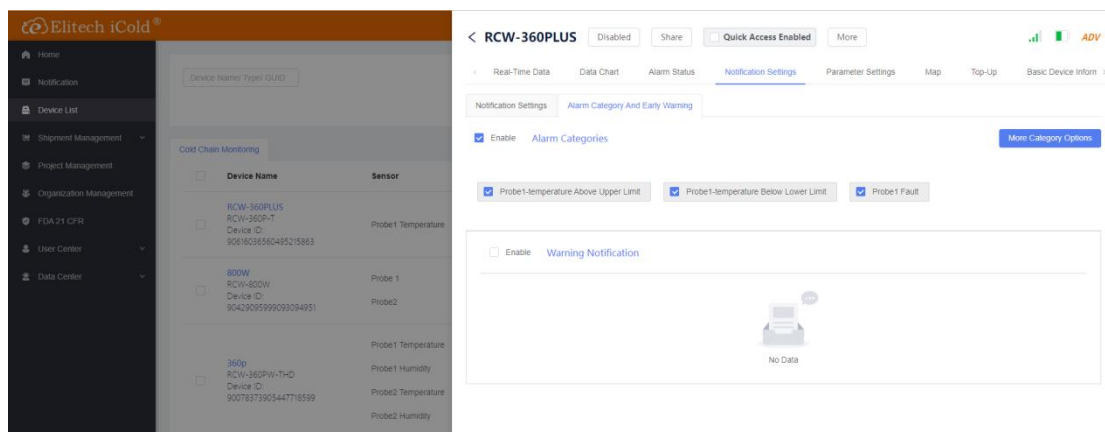 Elitech iCold®
Home
Notification
Device List
Shipment Management
Project Management
Organization Management
FDA 21 CFR
User Center
Data Center
Device Name/ Type/ GUID
Cold Chain Monitoring
Device Name Sensor
RCW-360PLUS
RCW-360P-T
Device ID:
90616036560495215863
Probe1 Temperature
800W
RCW-800W
Device ID:
90429095999093094951
Probe 1
Probe2
360p
RCW-360PW-THD
Device ID:
90078373905447718599
Probe1 Temperature
Probe1 Humidity
Probe2 Temperature
Probe2 Humidity
RCW-360PLUS Disabled Share Quick Access Enabled More ADV
Real-Time Data Data Chart Alarm Status Notification Settings Parameter Settings Map Top-Up Basic Device Inform
Notification Settings Alarm Category And Early Warning
Enable Alarm Categories More Category Options
Probe1-temperature Above Upper Limit Probe1-temperature Below Lower Limit Probe1 Fault
Enable Warning Notification
No Data